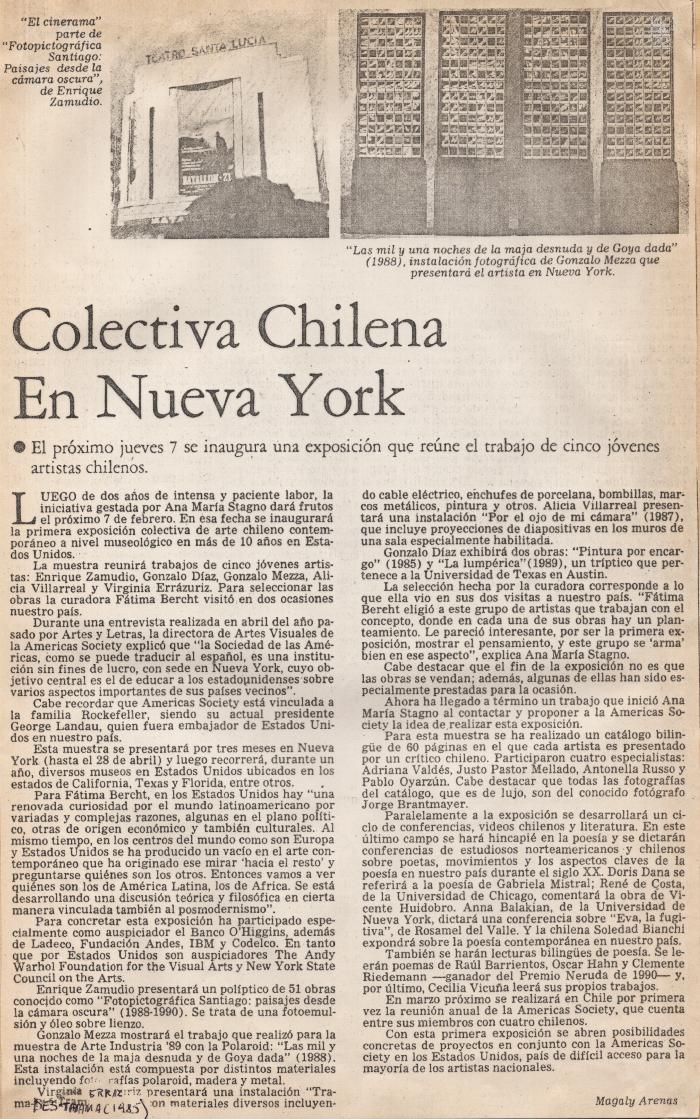 "El cinerama"
parte de
"Fotopictográfica
Santiago:
Paisajes desde la
cámara oscura",
de Enrique
Zamudio.
TEATRO SANTA LUCIA
"Las mil y una noches de la maja desnuda y de Goya dada"
(1988), instalación fotográfica de Gonzalo Mezza que
presentará el artista en Nueva York.
Colectiva Chilena
En Nueva York
● El próximo jueves 7 se inaugura una exposición que reúne el trabajo de cinco jóvenes
artistas chilenos.
LUEGO de dos años de intensa y paciente labor, la
iniciativa gestada por Ana María Stagno dará frutos
el próximo 7 de febrero. En esa fecha se inaugurará
la primera exposición colectiva de arte chileno contem-
poráneo a nivel museológico en más de 10 años en Esta-
dos Unidos.
La muestra reunirá trabajos de cinco jóvenes artis-
tas: Enrique Zamudio, Gonzalo Díaz, Gonzalo Mezza, Ali-
cia Villarreal y Virginia Errázuriz. Para seleccionar las
obras la curadora Fátima Bercht visitó en dos ocasiones
nuestro país.
Durante una entrevista realizada en abril del año pa-
sado por Artes y Letras, la directora de Artes Visuales de
la Americas Society explicó que "la Sociedad de las Amé-
ricas, como se puede traducir al español, es una institu-
ción sin fines de lucro, con sede en Nueva York, cuyo ob-
jetivo central es el de educar a los estadounidenses sobre
varios aspectos importantes de sus países vecinos".
Cabe recordar que Americas Society está vinculada a
la familia Rockefeller, siendo su actual presidente
George Landau, quien fuera embajador de Estados Uni-
dos en nuestro país.
Esta muestra se presentará por tres meses en Nueva
York (hasta el 28 de abril) y luego recorrerá, durante un
año, diversos museos en Estados Unidos ubicados en los
estados de California, Texas y Florida, entre otros.
Para Fátima Bercht, en los Estados Unidos hay "una
renovada curiosidad por el mundo latinoamericano por
variadas y complejas razones, algunas en el plano políti-
co, otras de origen económico y también culturales. Al
mismo tiempo, en los centros del mundo como son Europa
y Estados Unidos se ha producido un vacío en el arte con-
temporáneo que ha originado ese mirar 'hacia el resto' y
preguntarse quiénes son los otros. Entonces vamos a ver
quiénes son los de América Latina, los de Africa. Se está
desarrollando una discusión teórica y filosófica en cierta
manera vinculada también al posmodernismo".
Para concretar esta exposición ha participado espe-
cialmente como auspiciador el Banco O'Higgins, además
de Ladeco, Fundación Andes, IBM y Codelco. En tanto
que por Estados Unidos son auspiciadores The Andy
Warhol Foundation for the Visual Arts y New York State
Council on the Arts.
Enrique Zamudio presentará un políptico de 51 obras
conocido como "Fotopictográfica Santiago: paisajes desde
la cámara oscura" (1988-1990). Se trata de una fotoemul-
sión y óleo sobre lienzo.
Gonzalo Mezza mostrará el trabajo que realizó para la
muestra de Arte Industria '89 con la Polaroid: "Las mil y
una noches de la maja desnuda y de Goya dada" (1988).
Esta instalación está compuesta por distintos materiales
incluyendo fotografías polaroid, madera y metal.
Virginia ERRZ riz presentará una instalación "Tra-
ma-
DES-TRAMA (1985) on materiales diversos incluyen-
do cable eléctrico, enchufes de porcelana, bombillas, mar-
cos metálicos, pintura y otros. Alicia Villarreal presen-
tará una instalación "Por el ojo de mi cámara" (1987),
que incluye proyecciones de diapositivas en los muros de
una sala especialmente habilitada.
Gonzalo Díaz exhibirá dos obras: "Pintura por encar-
go" (1985) y "La lumpérica"(1989), un tríptico que per-
tenece a la Universidad de Texas en Austin.
La selección hecha por la curadora corresponde a lo
que ella vio en sus dos visitas a nuestro país. "Fátima
Bercht eligió a este grupo de artistas que trabajan con el
concepto, donde en cada una de sus obras hay un plan-
teamiento. Le pareció interesante, por ser la primera ex-
posición, mostrar el pensamiento, y este grupo se 'arma'
bien en ese aspecto", explica Ana María Stagno.
Cabe destacar que el fin de la exposición no es que
las obras se vendan; además, algunas de ellas han sido es-
pecialmente prestadas para la ocasión.
Ahora ha llegado a término un trabajo que inició Ana
María Stagno al contactar y proponer a la Americas So-
ciety la idea de realizar esta exposición.
Para esta muestra se ha realizado un catálogo bilin-
güe de 60 páginas en el que cada artista es presentado
por un crítico chileno. Participaron cuatro especialistas:
Adriana Valdés, Justo Pastor Mellado, Antonella Russo y
Pablo Oyarzún. Cabe destacar que todas las fotografías
del catálogo, que es de lujo, son del conocido fotógrafo
Jorge Brantmayer.
Paralelamente a la exposición se desarrollará un ci-
clo de conferencias, videos chilenos y literatura. En este
último campo se hará hincapié en la poesía y se dictarán
conferencias de estudiosos norteamericanos y chilenos
sobre poetas, movimientos y los aspectos claves de la
poesía en nuestro país durante el siglo XX. Doris Dana se
referirá a la poesía de Gabriela Mistral; René de Costa,
de la Universidad de Chicago, comentará la obra de Vi-
cente Huidobro. Anna Balakian, de la Universidad de
Nueva York, dictará una conferencia sobre "Eva, la fugi-
tiva", de Rosamel del Valle. Y la chilena Soledad Bianchi
expondrá sobre la poesía contemporánea en nuestro país.
También se harán lecturas bilingües de poesía. Se le-
erán poemas de Raúl Barrientos, Oscar Hahn y Clemente
Riedemann —ganador del Premio Neruda de 1990— y,
por último, Cecilia Vicuña leerá sus propios trabajos.
En marzo próximo se realizará en Chile por primera
vez la reunión anual de la Americas Society, que cuenta
entre sus miembros con cuatro chilenos.
Con esta primera exposición se abren posibilidades
concretas de proyectos en conjunto con la Americas So-
ciety en los Estados Unidos, país de difícil acceso para la
mayoría de los artistas nacionales.
Magaly Arenas